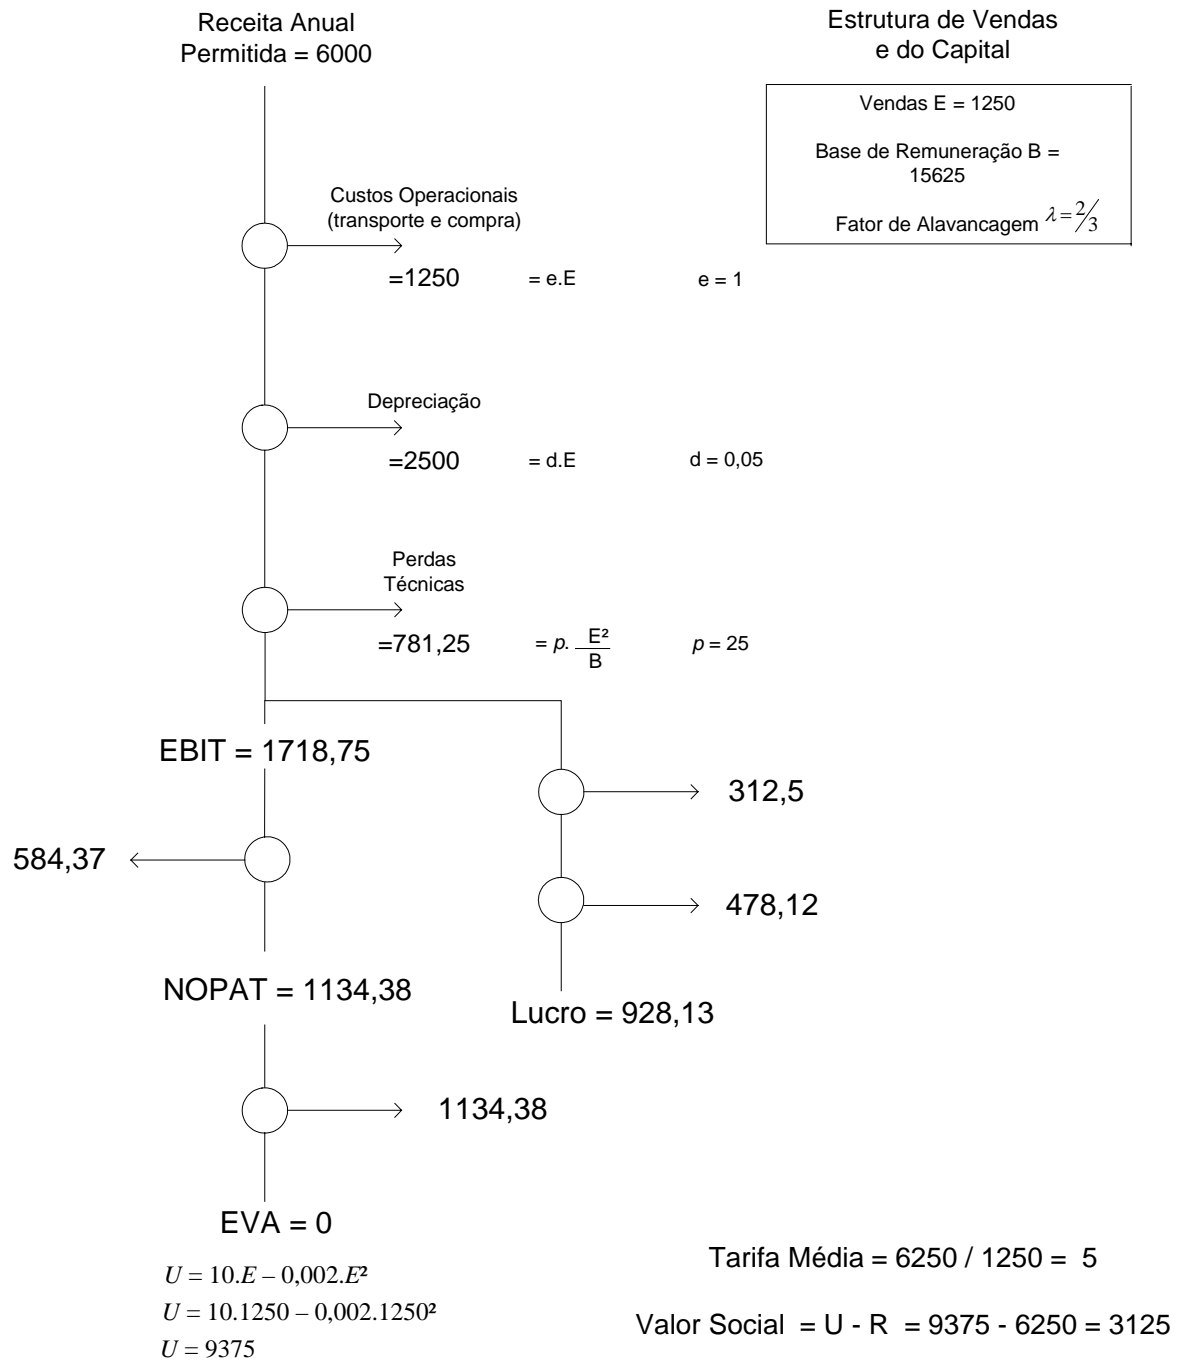 Receita Anual
Permitida = 6000
Estrutura de Vendas
e do Capital
Vendas E = 1250
Base de Remuneração B =
15625
Fator de Alavancagem λ = 2/3
Custos Operacionais
(transporte e compra)
=1250 = e.E e = 1
Depreciação
=2500 = d.E d = 0,05
Perdas
Técnicas
=781,25 = p. E²/B p = 25
EBIT = 1718,75
312,5
584,37
478,12
NOPAT = 1134,38
Lucro = 928,13
1134,38
EVA = 0
U = 10.E – 0,002.E²
U = 10.1250 – 0,002.1250²
U = 9375
Tarifa Média = 6250 / 1250 = 5
Valor Social = U - R = 9375 - 6250 = 3125